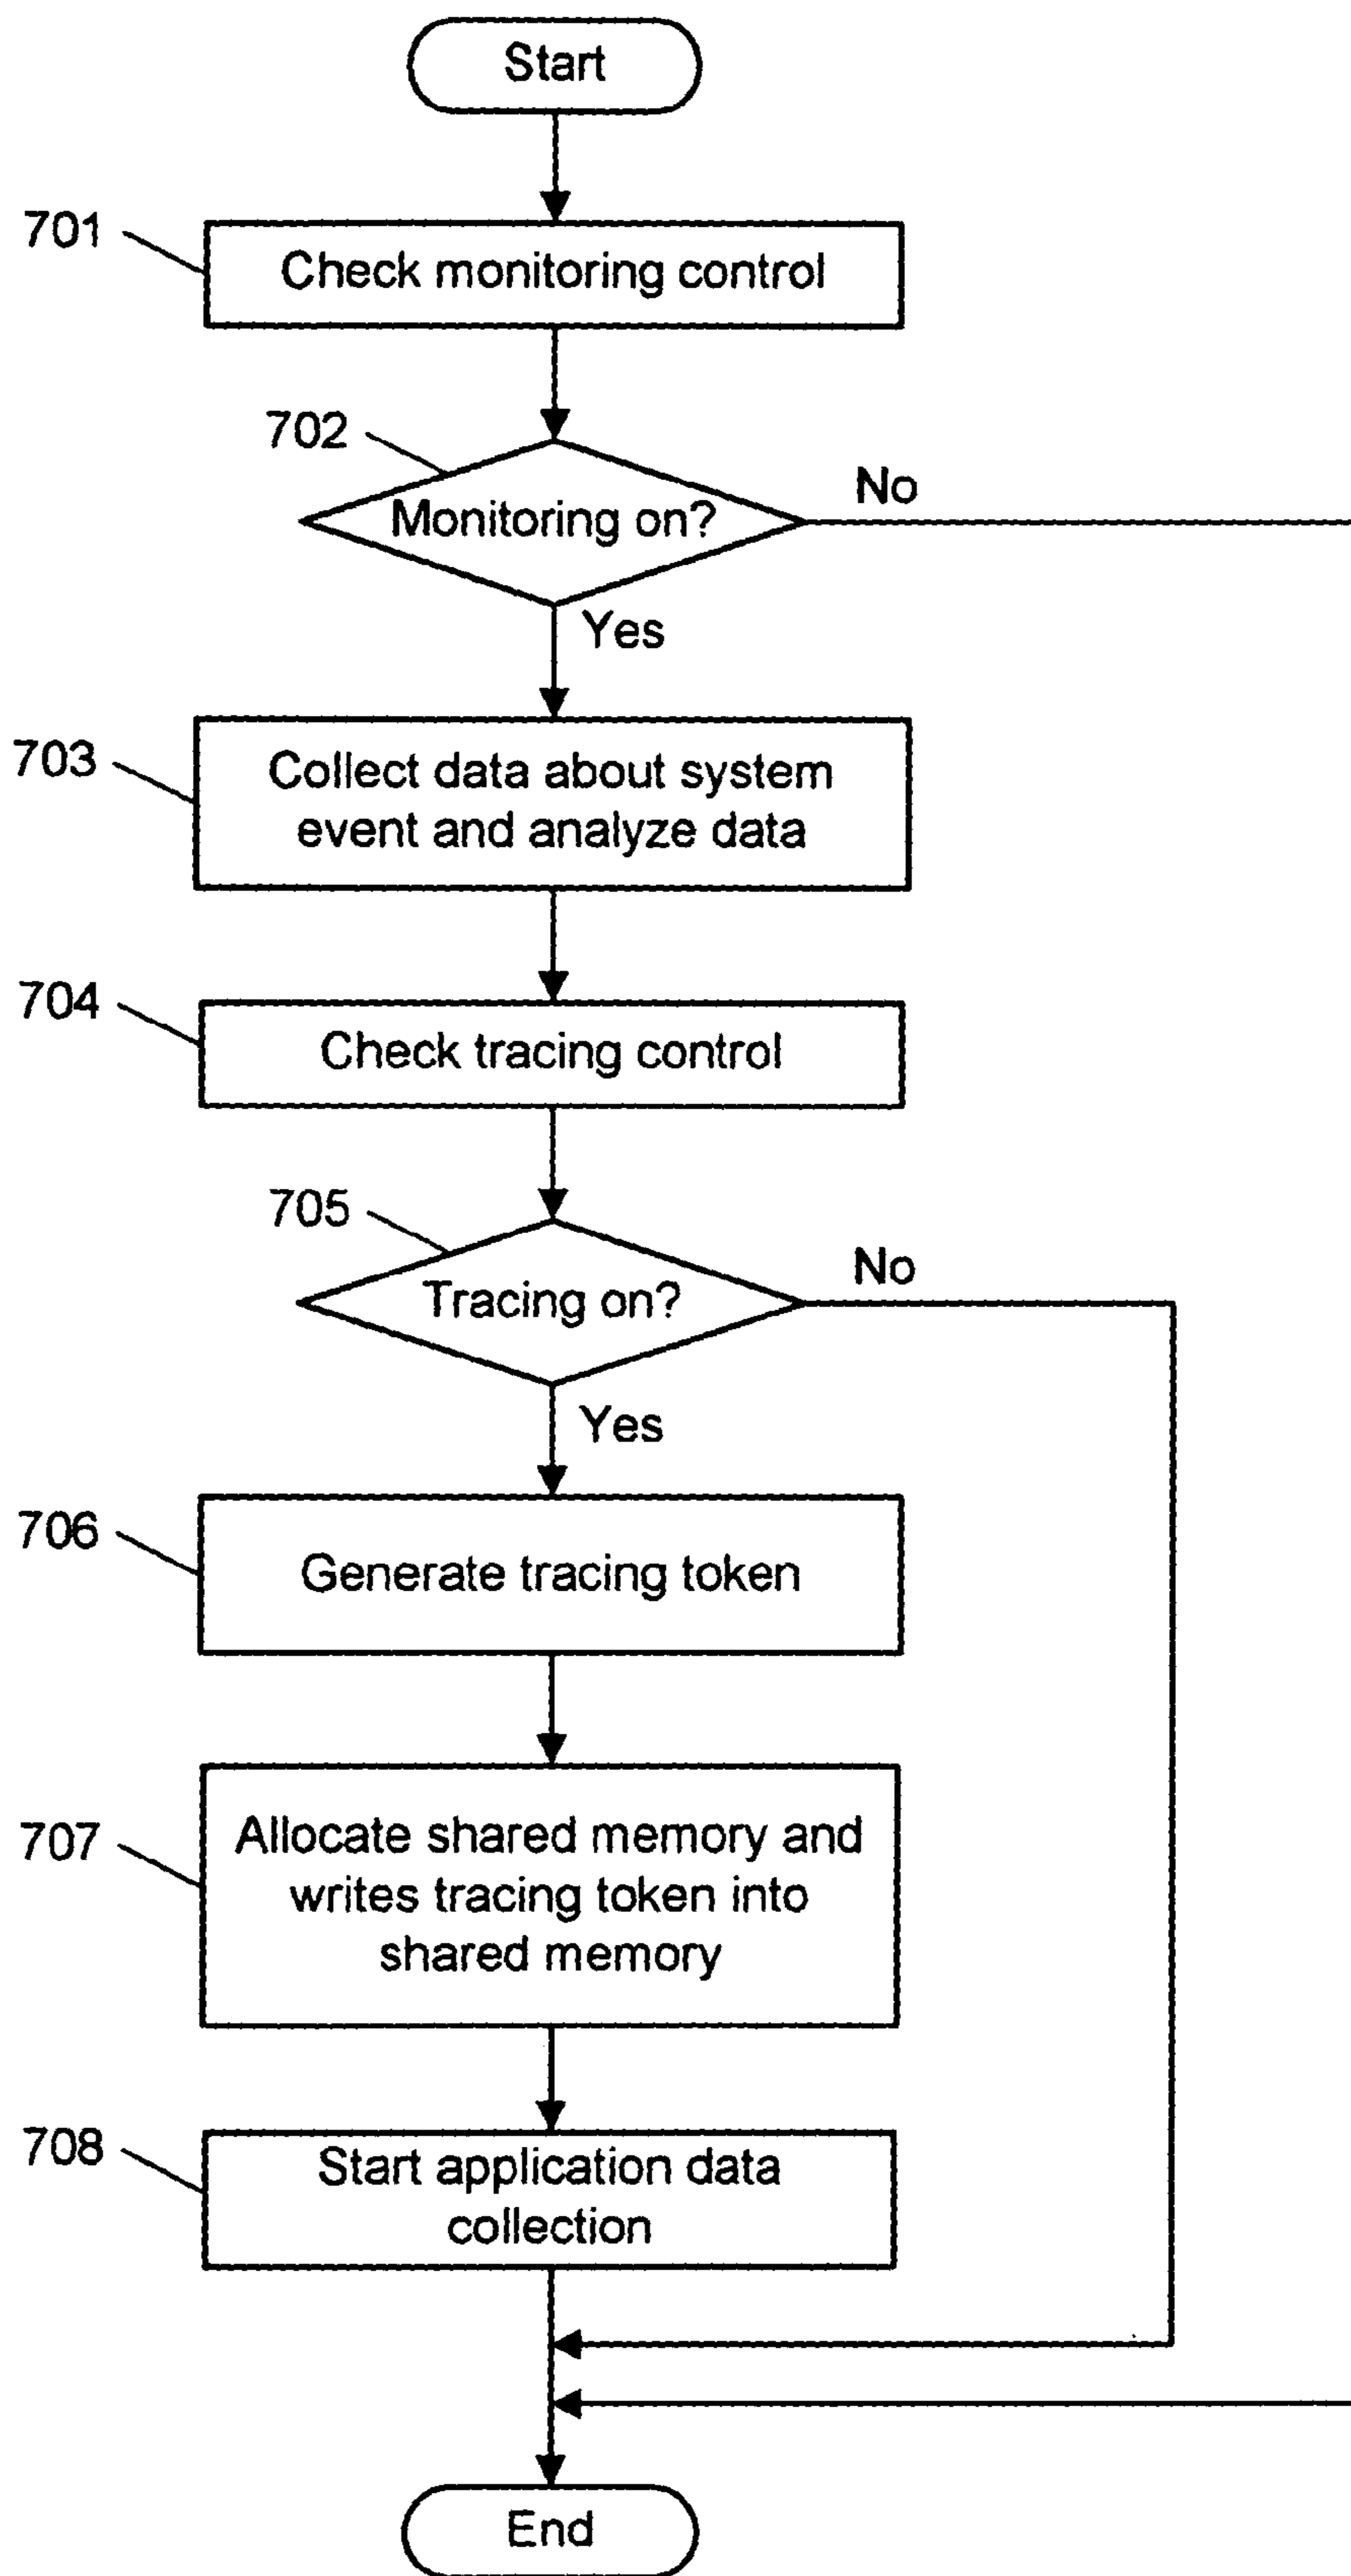 Start
701
Check monitoring control
702
Monitoring on?
No
Yes
703
Collect data about system
event and analyze data
704
Check tracing control
705
Tracing on?
No
Yes
706
Generate tracing token
707
Allocate shared memory and
writes tracing token into
shared memory
708
Start application data
collection
End